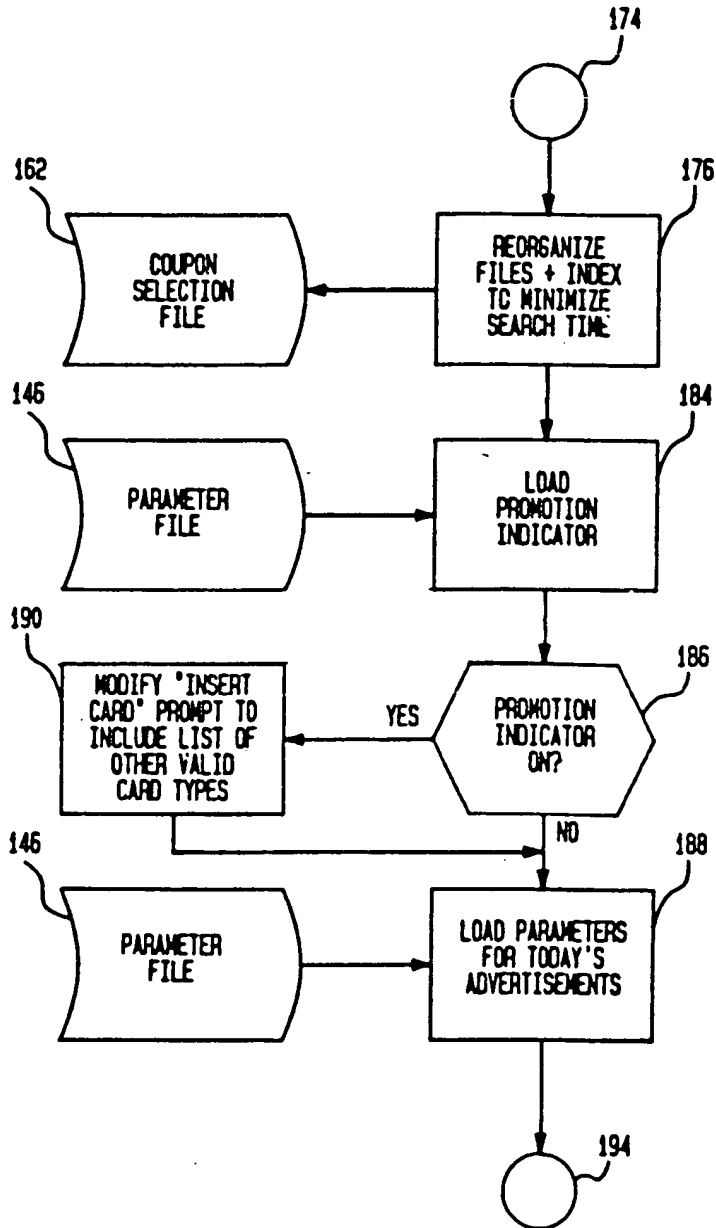 174
162
176
COUPON
SELECTION
FILE
REORGANIZE
FILES + INDEX
TC MINIMIZE
SEARCH TIME
146
184
PARAMETER
FILE
LOAD
PROMOTION
INDICATOR
190
186
MODIFY "INSERT
CARD" PROMPT TO
INCLUDE LIST OF
OTHER VALID
CARD TYPES
YES
PROMOTION
INDICATOR
ON?
NO
146
188
PARAMETER
FILE
LOAD PARAMETERS
FOR TODAY'S
ADVERTISEMENTS
194